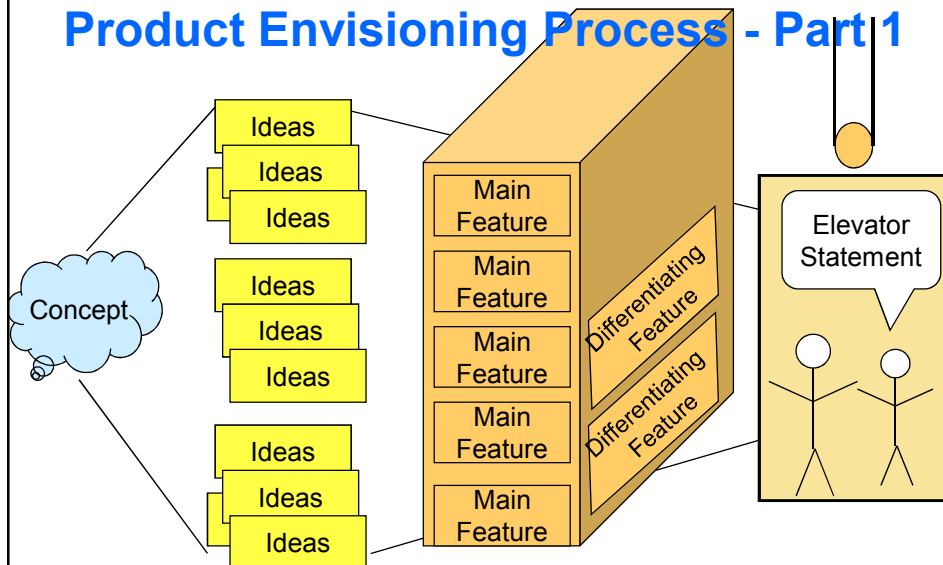 Product Envisioning Process - Part 1
Concept
Ideas
Ideas
Ideas
Ideas
Ideas
Ideas
Ideas
Ideas
Ideas
Main
Feature
Main
Feature
Main
Feature
Main
Feature
Main
Feature
Differentiating
Feature
Differentiating
Feature
Elevator
Statement